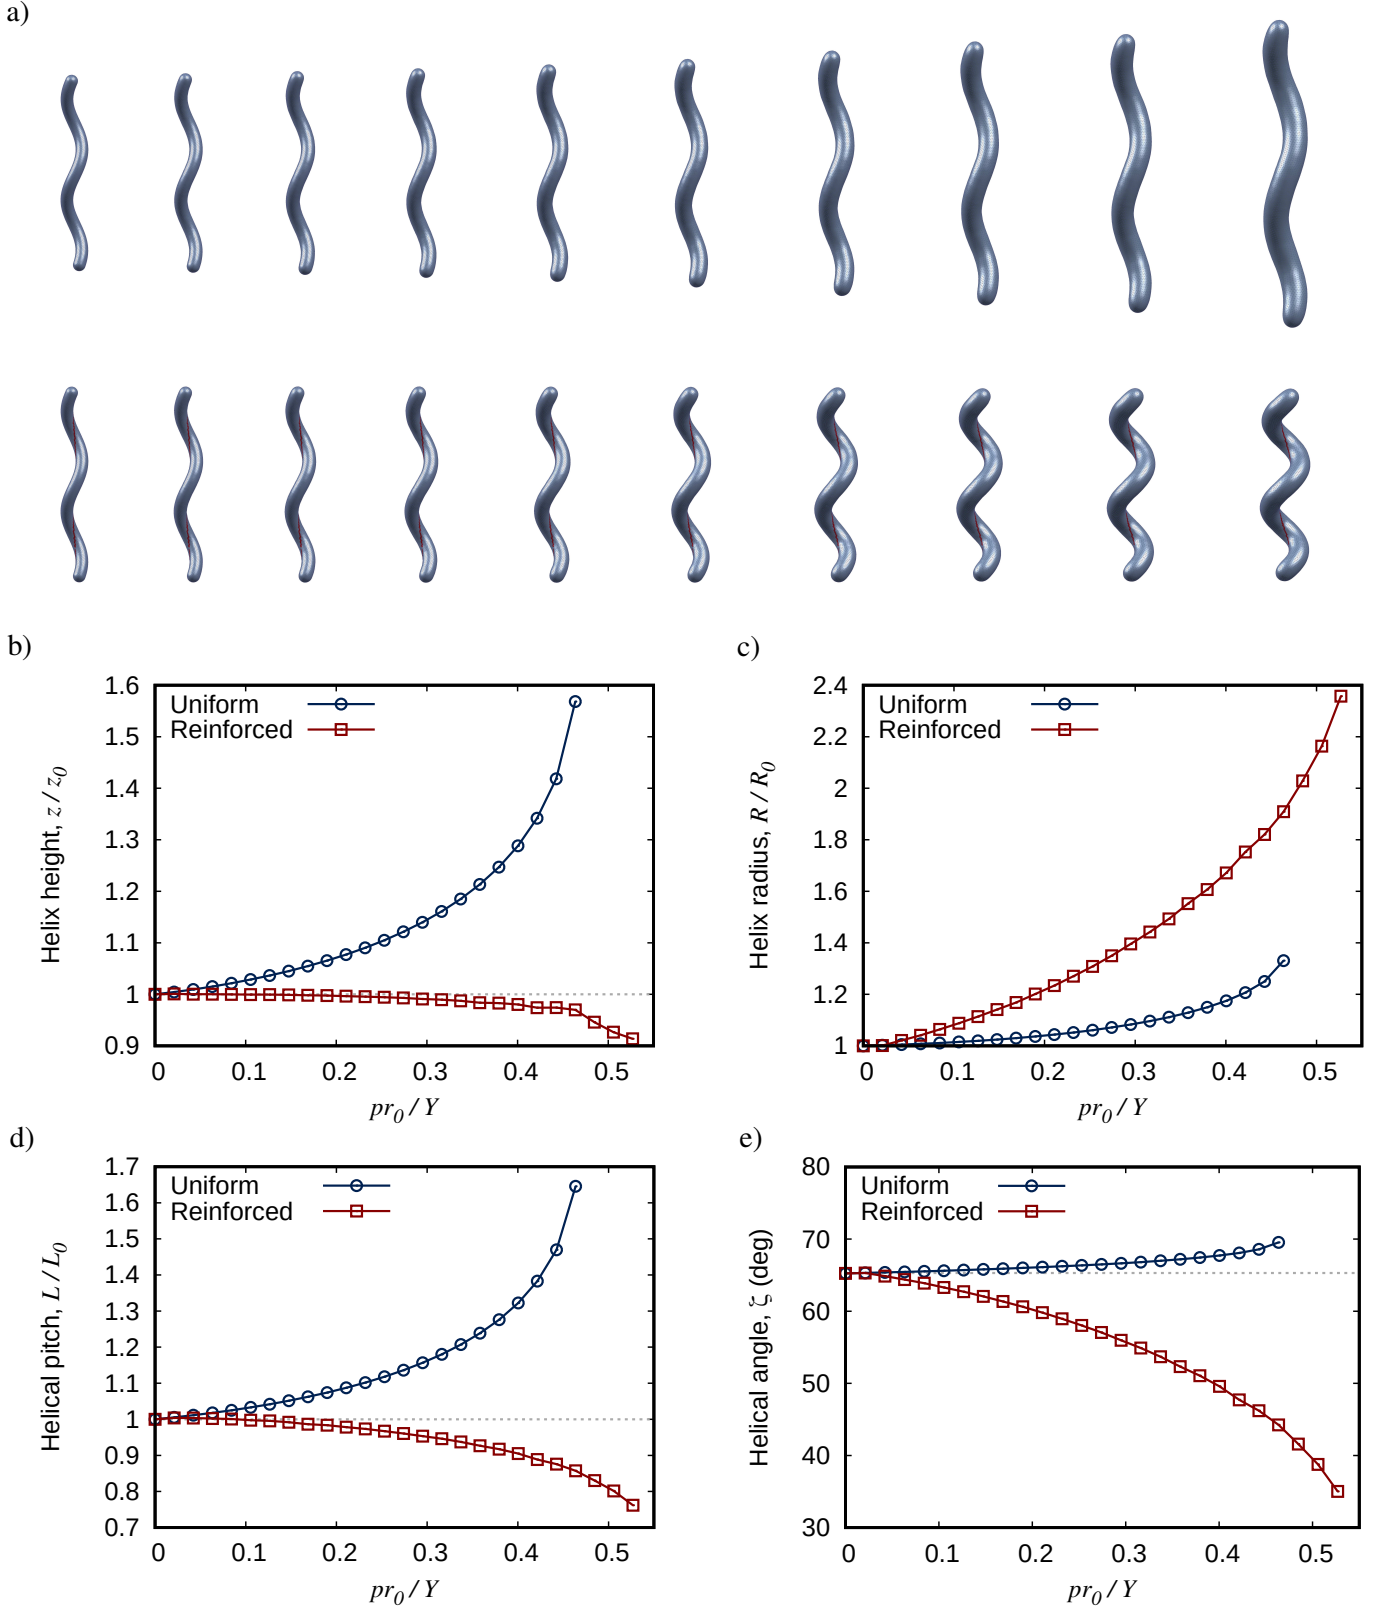 a)
b)
Helix height, z / z0
1.6
1.5
1.4
1.3
1.2
1.1
1
0.9
Uniform
Reinforced
0 0.1 0.2 0.3 0.4 0.5
pr0 / Y
c)
Helix radius, R / R0
2.4
2.2
2
1.8
1.6
1.4
1.2
1
Uniform
Reinforced
0 0.1 0.2 0.3 0.4 0.5
pr0 / Y
d)
Helical pitch, L / L0
1.7
1.6
1.5
1.4
1.3
1.2
1.1
1
0.9
0.8
0.7
Uniform
Reinforced
0 0.1 0.2 0.3 0.4 0.5
pr0 / Y
e)
Helical angle, ζ (deg)
80
70
60
50
40
30
Uniform
Reinforced
0 0.1 0.2 0.3 0.4 0.5
pr0 / Y